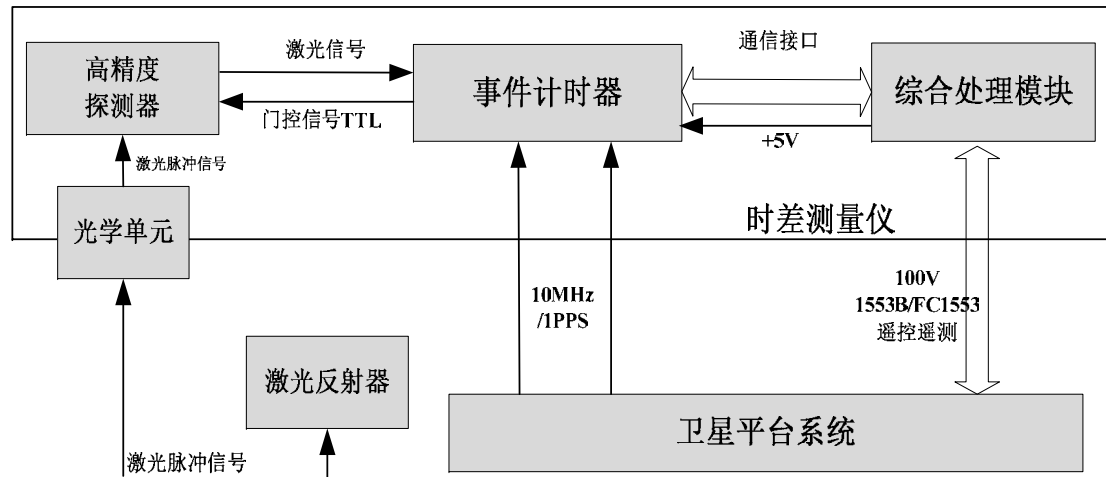 激光信号
通信接口
高精度
探测器
事件计时器
综合处理模块
门控信号TTL
+5V
激光脉冲信号
光学单元
时差测量仪
10MHz
/1PPS
100V
1553B/FC1553
遥控遥测
激光反射器
卫星平台系统
激光脉冲信号